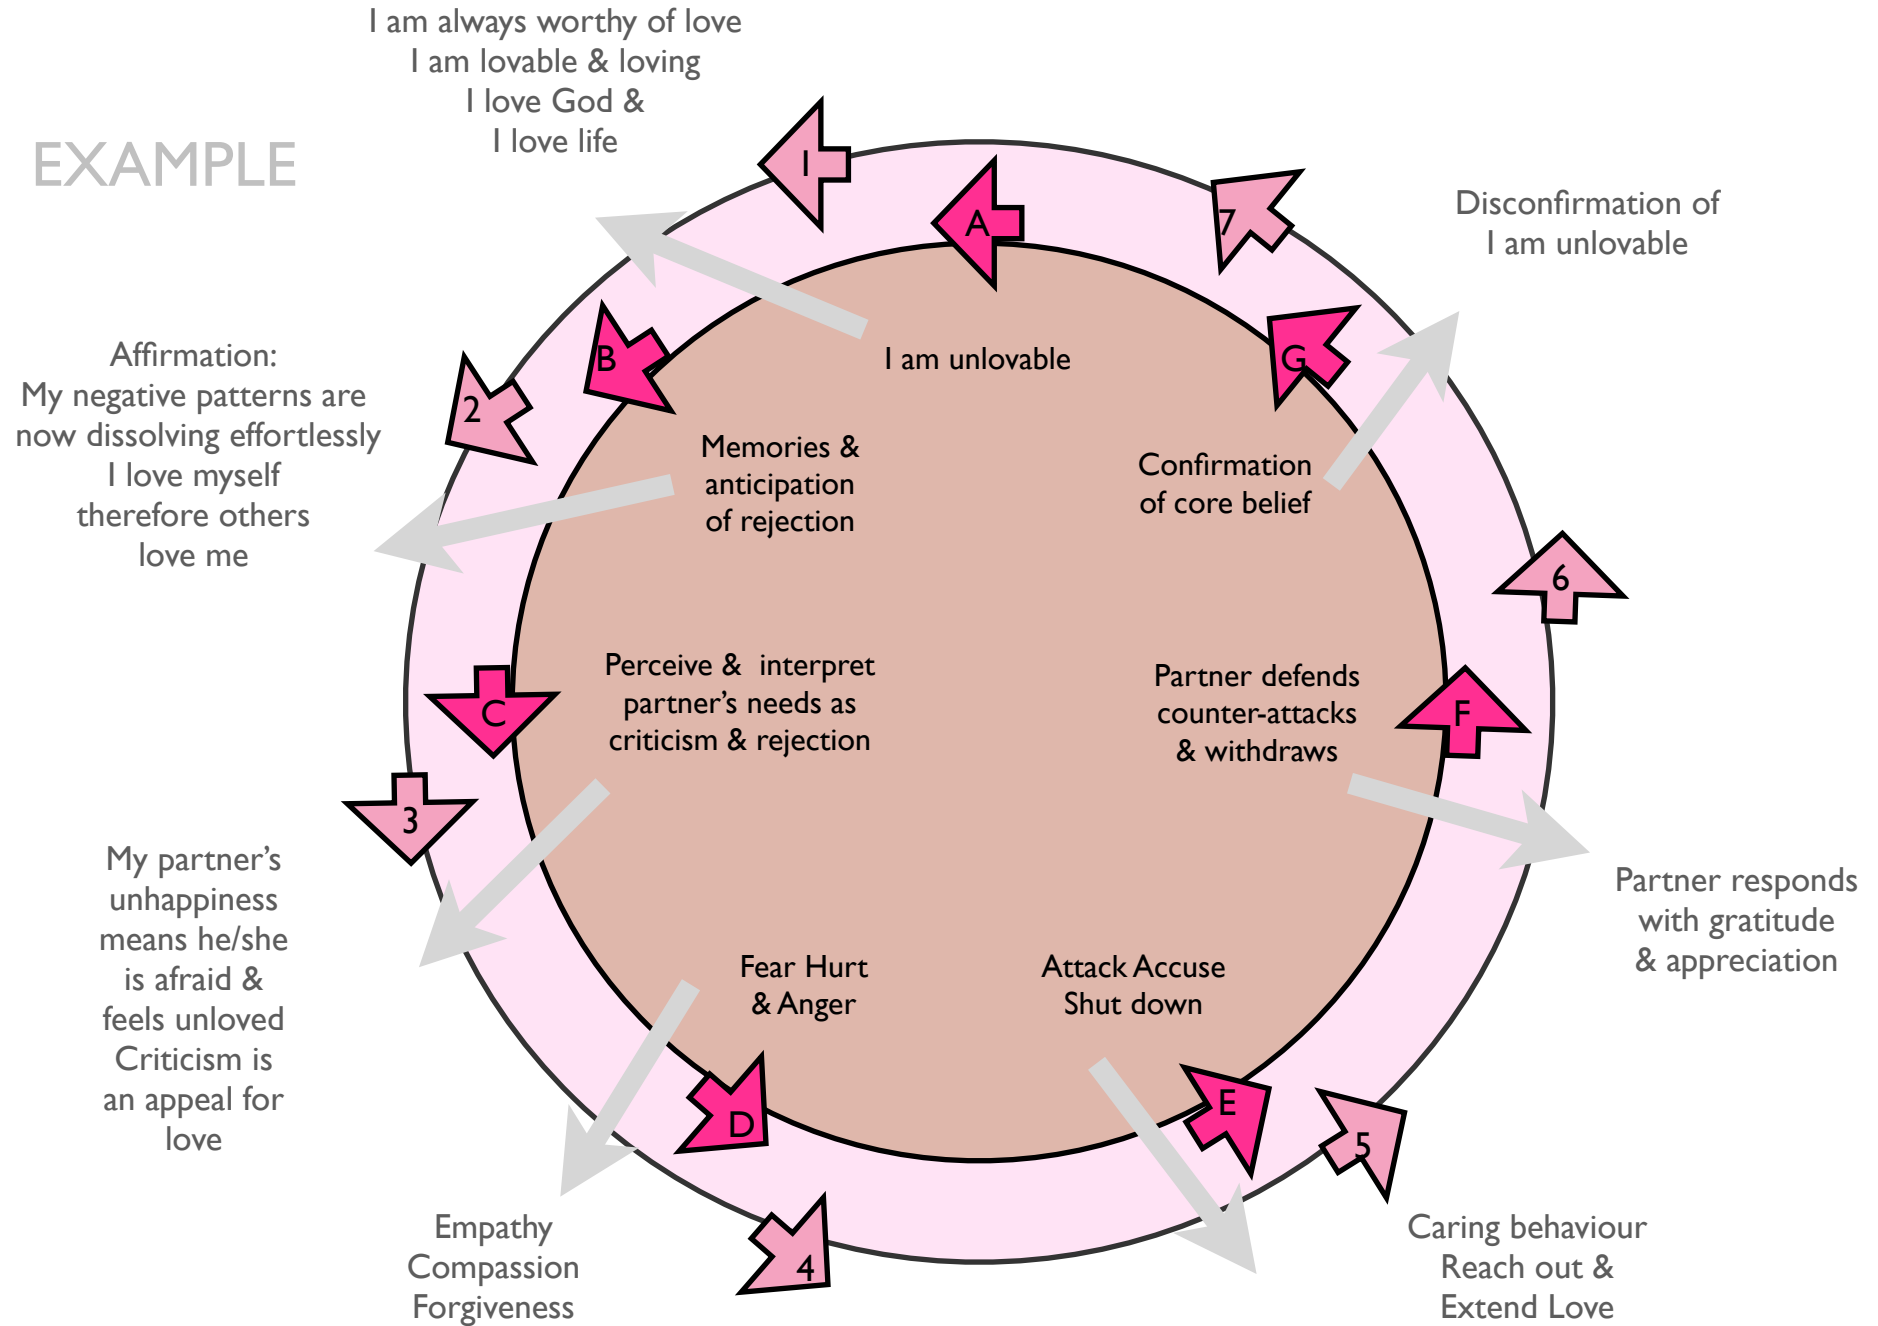 I am always worthy of love
I am lovable & loving
I love God &
I love life
EXAMPLE
1
A
7
Disconfirmation of
I am unlovable
B
G
I am unlovable
Affirmation:
My negative patterns are
now dissolving effortlessly
I love myself
therefore others
love me
2
Memories &
anticipation
of rejection
Confirmation
of core belief
6
C
Perceive & interpret
partner's needs as
criticism & rejection
Partner defends
counter-attacks
& withdraws
F
3
My partner's
unhappiness
means he/she
is afraid &
feels unloved
Criticism is
an appeal for
love
Partner responds
with gratitude
& appreciation
Fear Hurt
& Anger
Attack Accuse
Shut down
D
E
5
4
Empathy
Compassion
Forgiveness
Caring behaviour
Reach out &
Extend Love